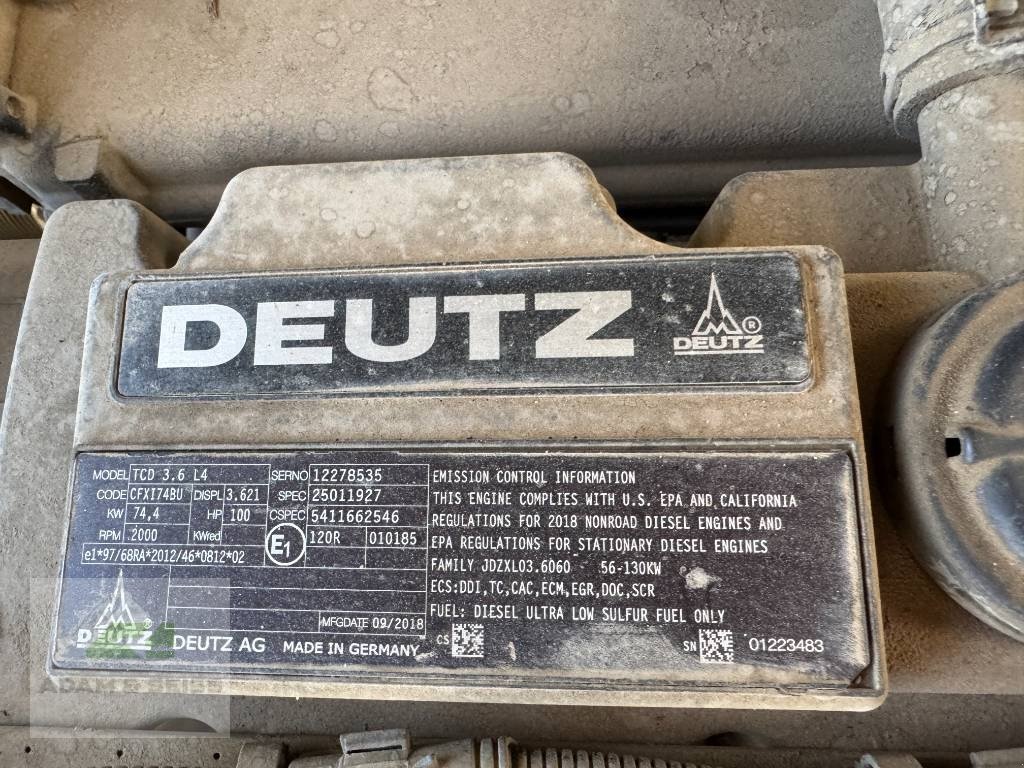 DEUTZ
DEUTZ ®
MODEL TCD 3.6 L4 SERNO 12278535
CODE CFXI74BU DISPL 3.621 SPEC 25011927
KW 74,4 HP 100 CSPEC 5411662546
RPM 2000 KWred E1 120R 010185
e1*97/68RA*2012/46*0812*02
MFGDATE 09/2018
DEUTZ DEUTZ AG MADE IN GERMANY
EMISSION CONTROL INFORMATION
THIS ENGINE COMPLIES WITH U.S. EPA AND CALIFORNIA
REGULATIONS FOR 2018 NONROAD DIESEL ENGINES AND
EPA REGULATIONS FOR STATIONARY DIESEL ENGINES
FAMILY JDZXL03.6060 56-130KW
ECS:DDI,TC,CAC,ECM,EGR,DOC,SCR
FUEL: DIESEL ULTRA LOW SULFUR FUEL ONLY
CS SN 01223483
ADAM